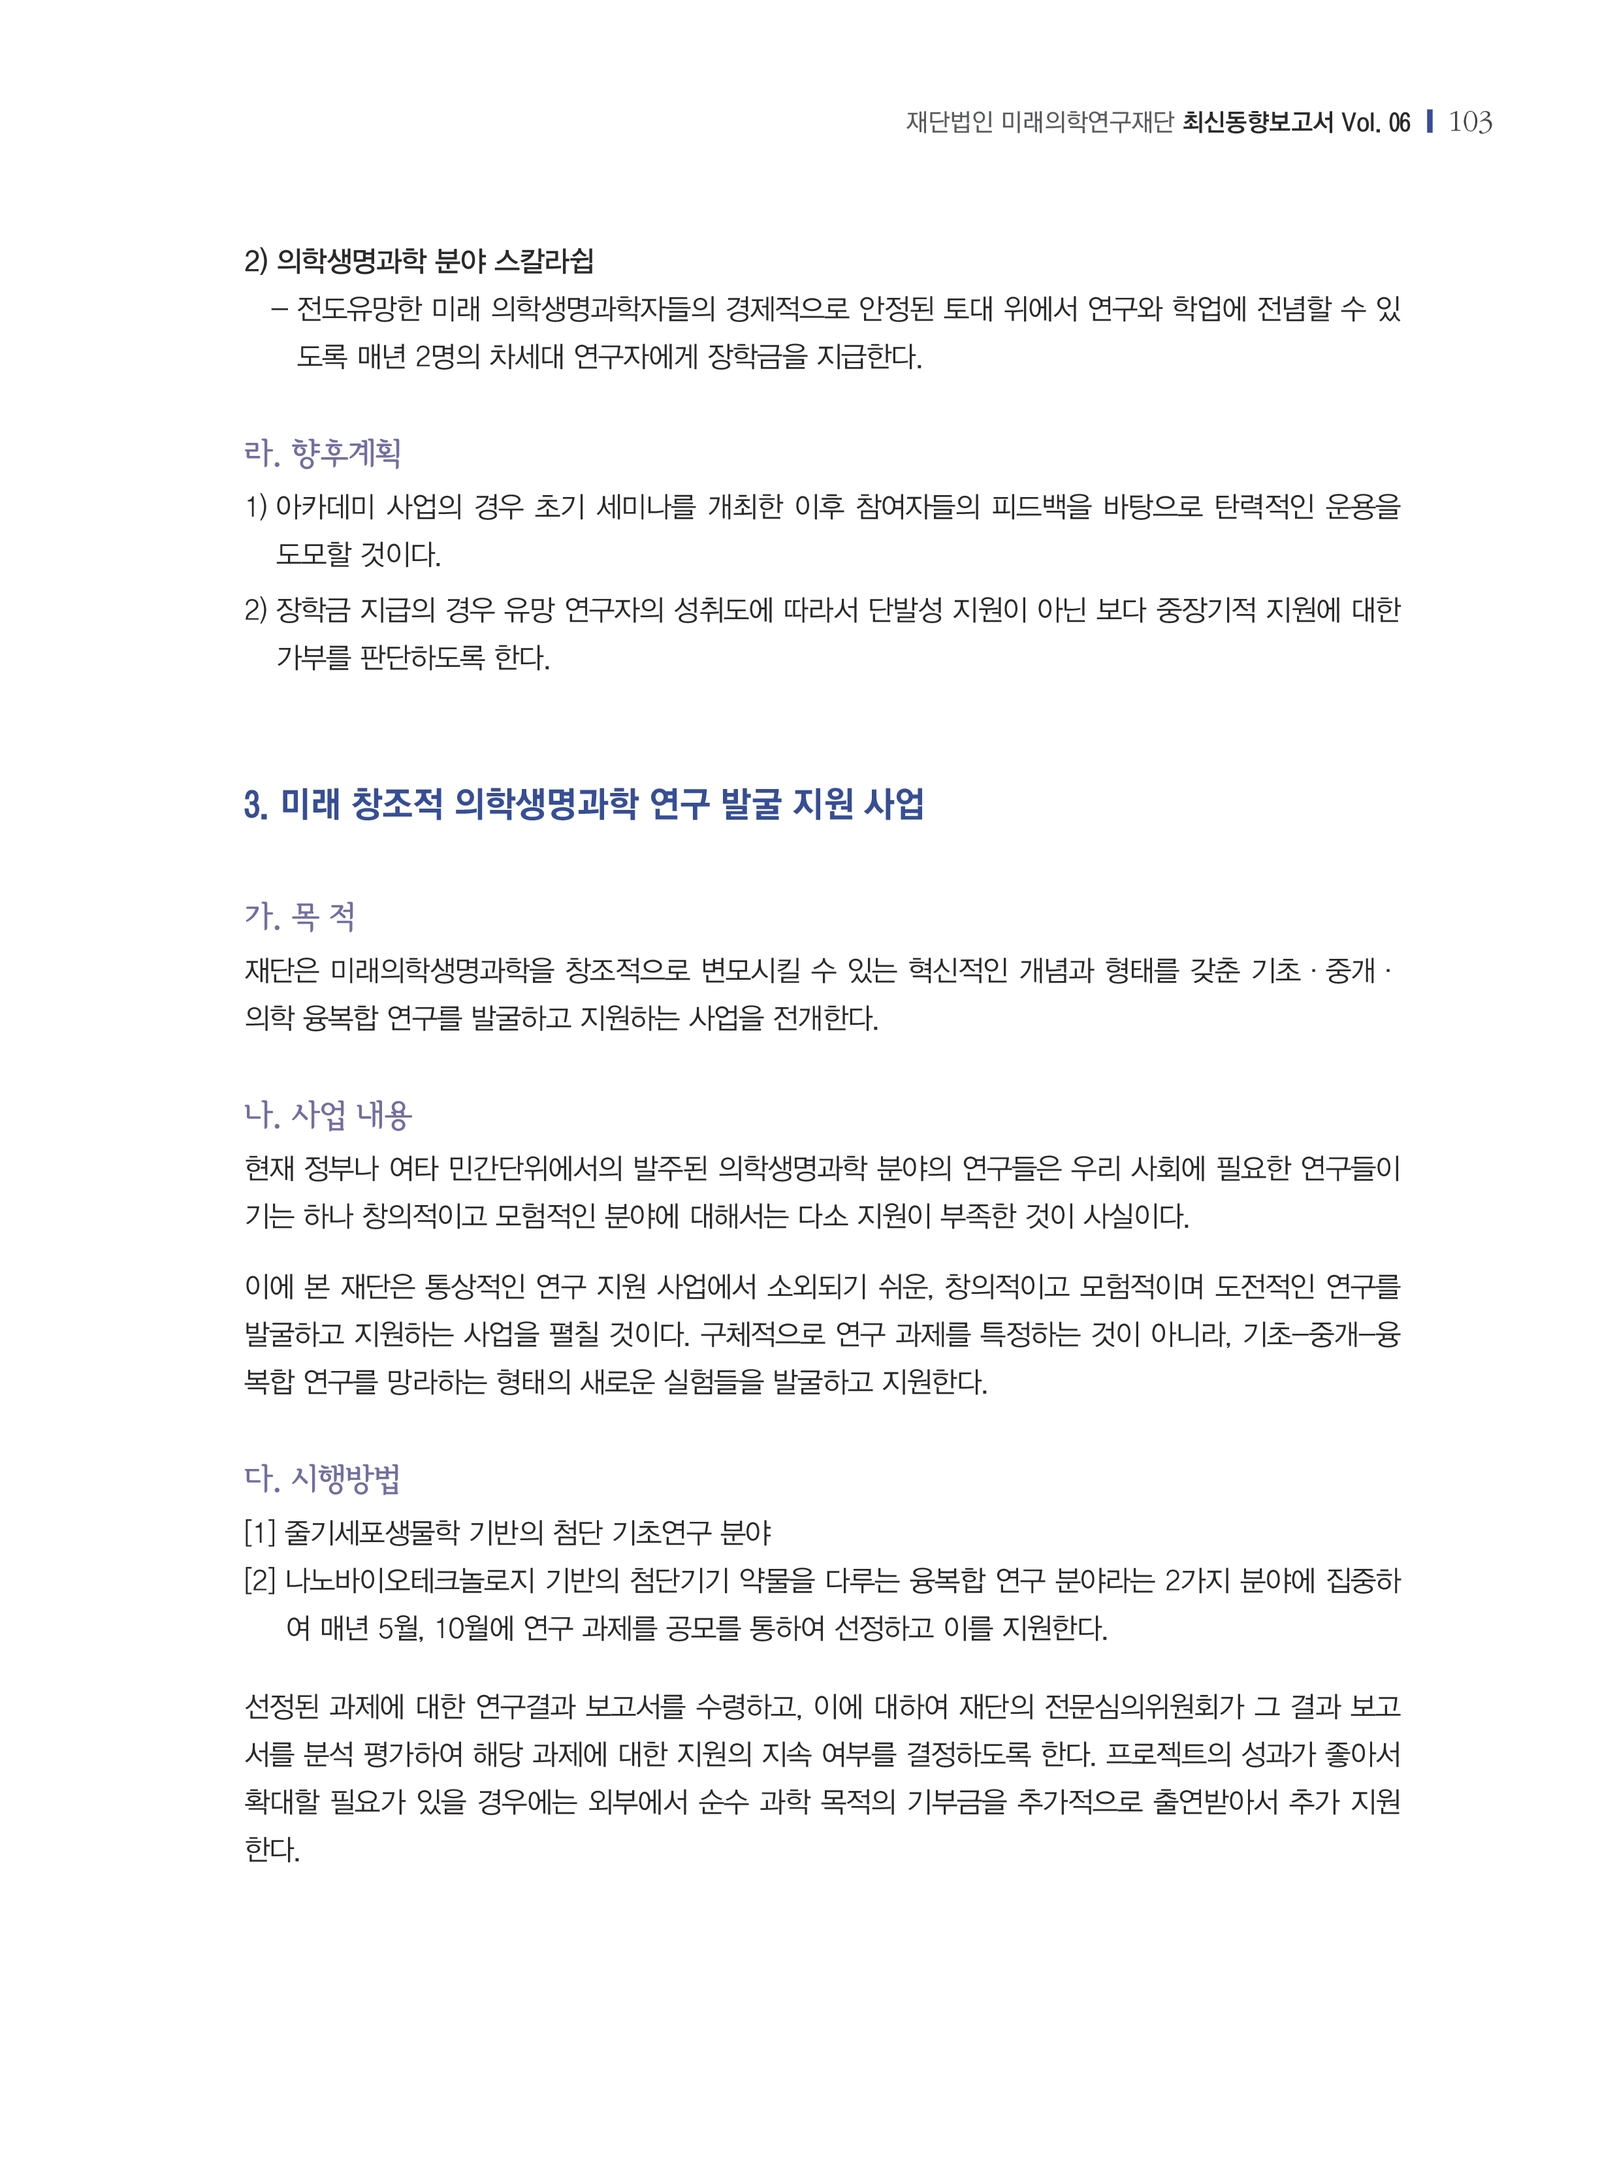 재단법인 미래의학연구재단 최신동향보고서 Vol. 06 103
2) 의학생명과학 분야 스칼라쉽
– 전도유망한 미래 의학생명과학자들의 경제적으로 안정된 토대 위에서 연구와 학업에 전념할 수 있
도록 매년 2명의 차세대 연구자에게 장학금을 지급한다.
라. 향후계획
1) 아카데미 사업의 경우 초기 세미나를 개최한 이후 참여자들의 피드백을 바탕으로 탄력적인 운용을
도모할 것이다.
2) 장학금 지급의 경우 유망 연구자의 성취도에 따라서 단발성 지원이 아닌 보다 중장기적 지원에 대한
가부를 판단하도록 한다.
3. 미래 창조적 의학생명과학 연구 발굴 지원 사업
가. 목 적
재단은 미래의학생명과학을 창조적으로 변모시킬 수 있는 혁신적인 개념과 형태를 갖춘 기초 · 중개 ·
의학 융복합 연구를 발굴하고 지원하는 사업을 전개한다.
나. 사업 내용
현재 정부나 여타 민간단위에서의 발주된 의학생명과학 분야의 연구들은 우리 사회에 필요한 연구들이
기는 하나 창의적이고 모험적인 분야에 대해서는 다소 지원이 부족한 것이 사실이다.
이에 본 재단은 통상적인 연구 지원 사업에서 소외되기 쉬운, 창의적이고 모험적이며 도전적인 연구를
발굴하고 지원하는 사업을 펼칠 것이다. 구체적으로 연구 과제를 특정하는 것이 아니라, 기초–중개–융
복합 연구를 망라하는 형태의 새로운 실험들을 발굴하고 지원한다.
다. 시행방법
[1] 줄기세포생물학 기반의 첨단 기초연구 분야
[2] 나노바이오테크놀로지 기반의 첨단기기 약물을 다루는 융복합 연구 분야라는 2가지 분야에 집중하
여 매년 5월, 10월에 연구 과제를 공모를 통하여 선정하고 이를 지원한다.
선정된 과제에 대한 연구결과 보고서를 수령하고, 이에 대하여 재단의 전문심의위원회가 그 결과 보고
서를 분석 평가하여 해당 과제에 대한 지원의 지속 여부를 결정하도록 한다. 프로젝트의 성과가 좋아서
확대할 필요가 있을 경우에는 외부에서 순수 과학 목적의 기부금을 추가적으로 출연받아서 추가 지원
한다.